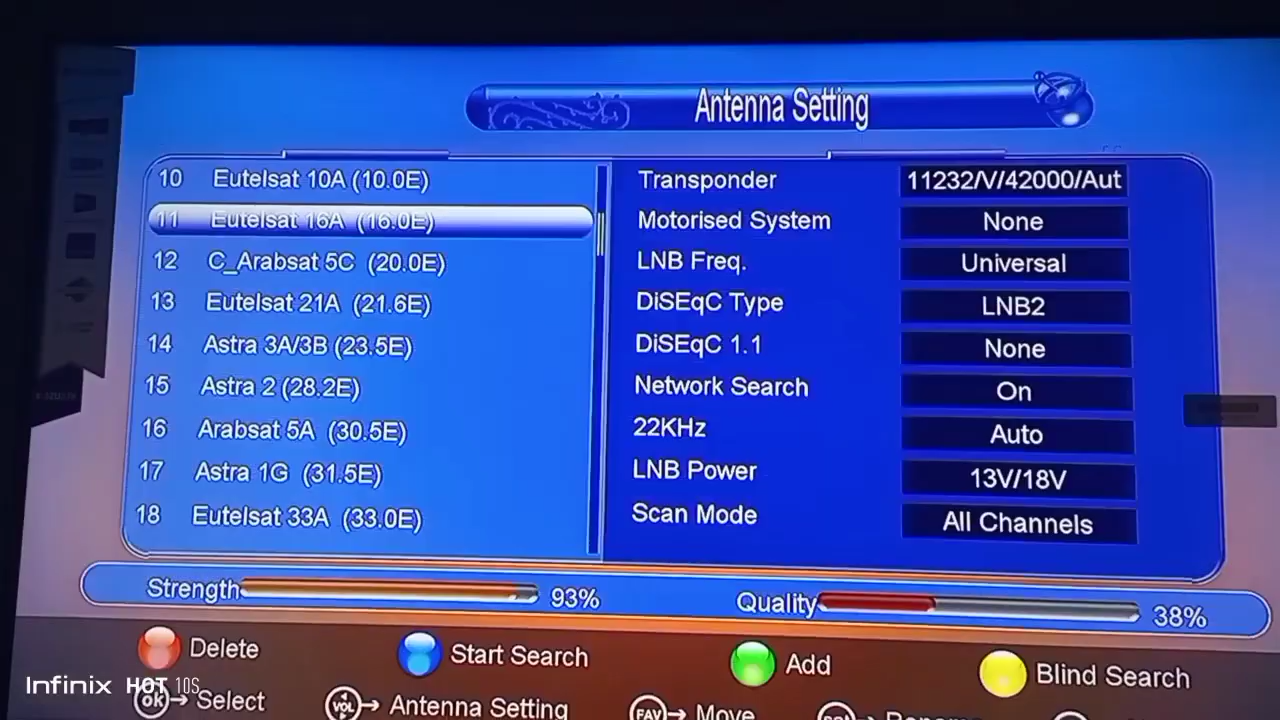 Antenna Setting
10 Eutelsat 10A (10.0E)
11 Eutelsat 16A (16.0E)
12 C_Arabsat 5C (20.0E)
13 Eutelsat 21A (21.6E)
14 Astra 3A/3B (23.5E)
15 Astra 2 (28.2E)
16 Arabsat 5A (30.5E)
17 Astra 1G (31.5E)
18 Eutelsat 33A (33.0E)
Transponder 11232/V/42000/Aut
Motorised System None
LNB Freq. Universal
DiSEqC Type LNB2
DiSEqC 1.1 None
Network Search On
22KHz Auto
LNB Power 13V/18V
Scan Mode All Channels
Strength 93% Quality 38%
Delete Start Search Add Blind Search
OK Select VOL Antenna Setting FAV Move
Infinix HOT 10S